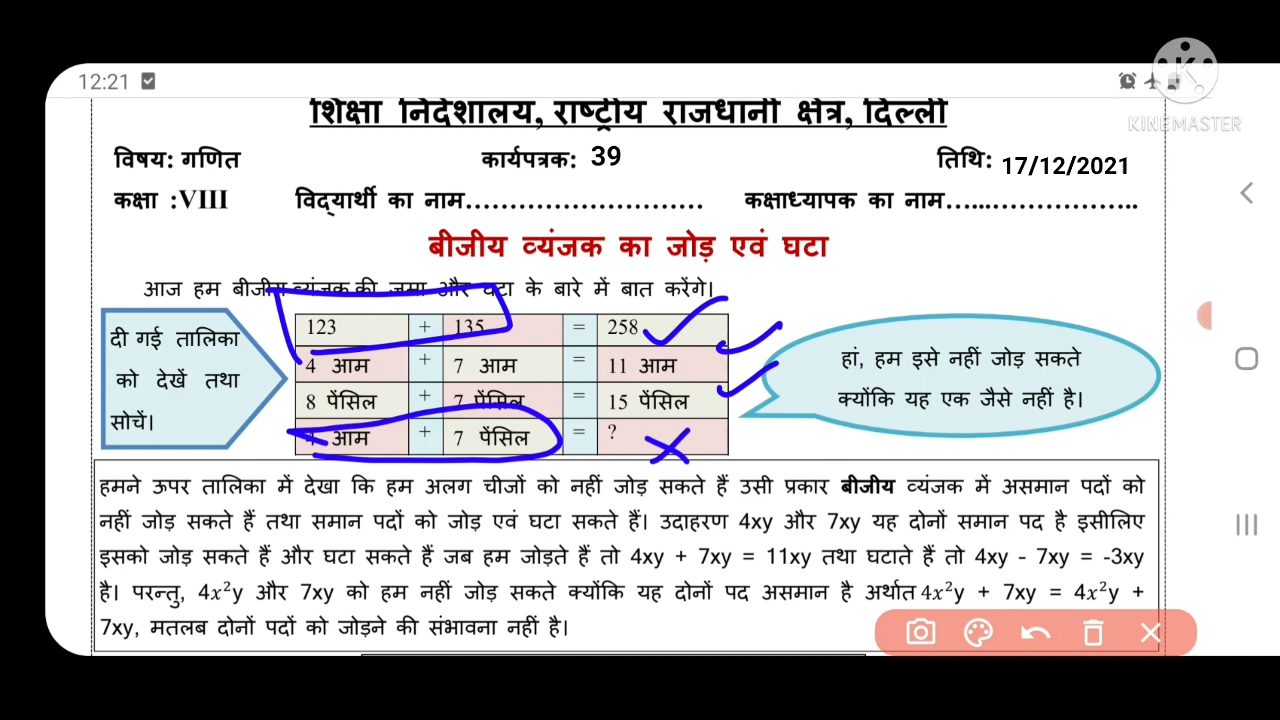 12:21
KINEMASTER
शिक्षा निदेशालय, राष्ट्रीय राजधानी क्षेत्र, दिल्ली
विषय: गणित कार्यपत्रक: 39 तिथि: 17/12/2021
कक्षा :VIII विद्यार्थी का नाम........................... कक्षाध्यापक का नाम…...……………..
बीजीय व्यंजक का जोड़ एवं घटा
आज हम बीजीय व्यंजक की जमा और घटा के बारे में बात करेंगे।
दी गई तालिका
को देखें तथा
सोचें।
123 + 135 = 258
4 आम + 7 आम = 11 आम
8 पेंसिल + 7 पेंसिल = 15 पेंसिल
आम + 7 पेंसिल = ?
हां, हम इसे नहीं जोड़ सकते
क्योंकि यह एक जैसे नहीं है।
हमने ऊपर तालिका में देखा कि हम अलग चीजों को नहीं जोड़ सकते हैं उसी प्रकार बीजीय व्यंजक में असमान पदों को
नहीं जोड़ सकते हैं तथा समान पदों को जोड़ एवं घटा सकते हैं। उदाहरण 4xy और 7xy यह दोनों समान पद है इसीलिए
इसको जोड़ सकते हैं और घटा सकते हैं जब हम जोड़ते हैं तो 4xy + 7xy = 11xy तथा घटाते हैं तो 4xy - 7xy = -3xy
है। परन्तु, 4x²y और 7xy को हम नहीं जोड़ सकते क्योंकि यह दोनों पद असमान है अर्थात 4x²y + 7xy = 4x²y +
7xy, मतलब दोनों पदों को जोड़ने की संभावना नहीं है।